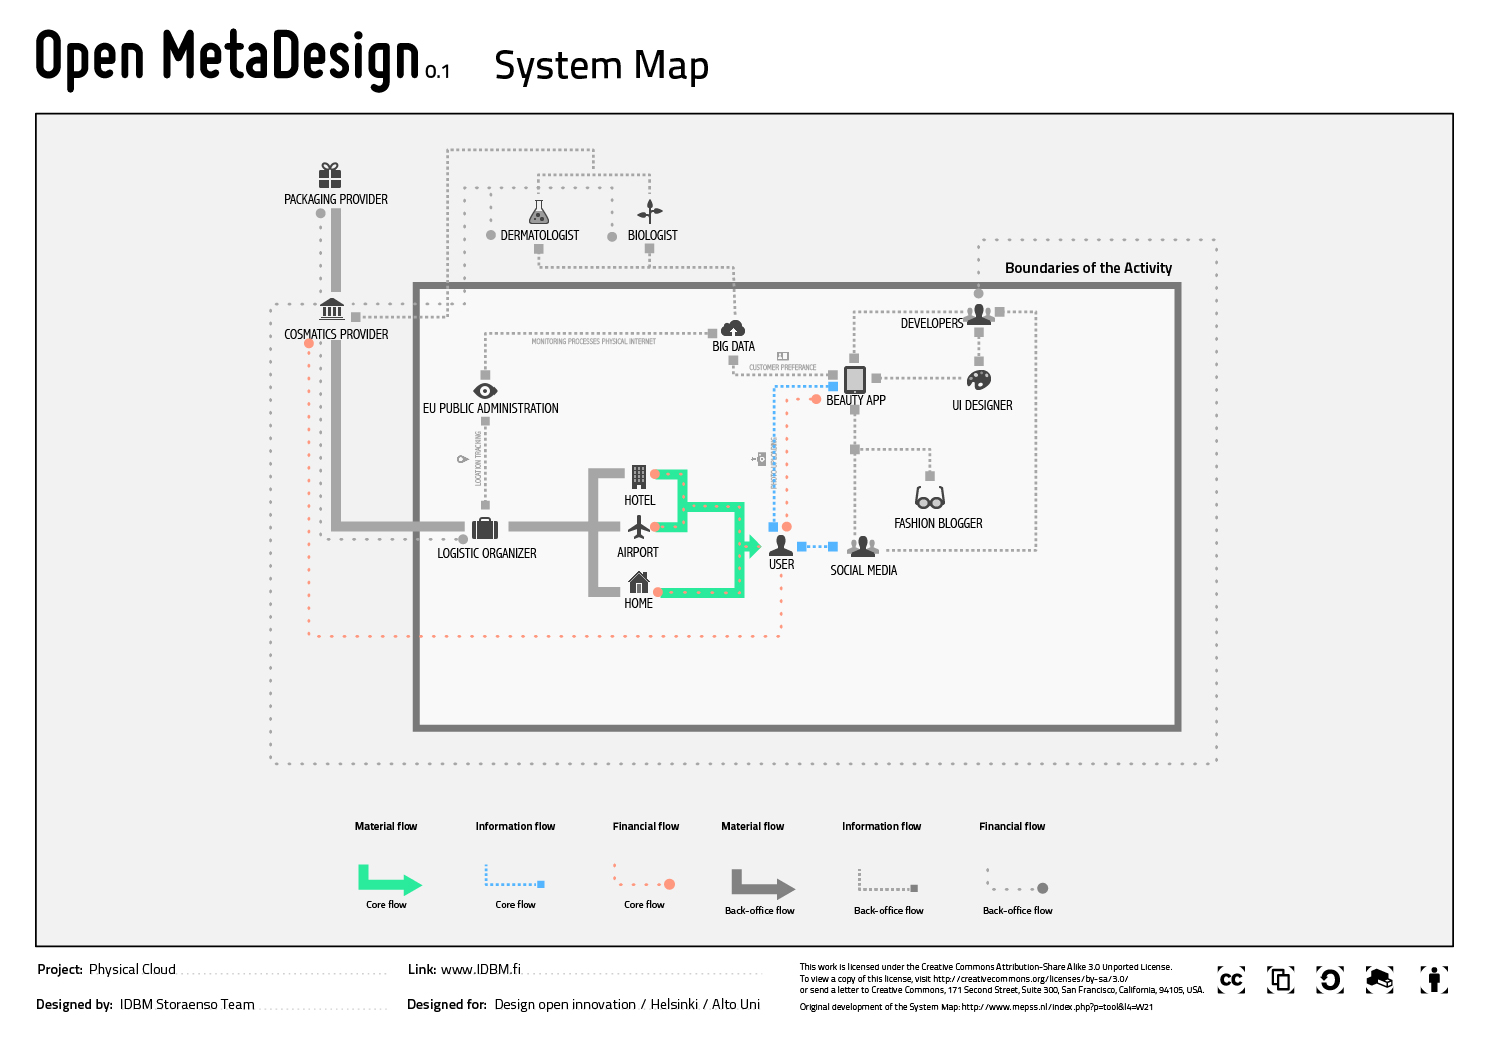 Open MetaDesign 0.1 System Map
PACKAGING PROVIDER
DERMATOLOGIST
BIOLOGIST
Boundaries of the Activity
COSMATICS PROVIDER
DEVELOPERS
BIG DATA
MONITORING PROCESSES PHYSICAL INTERNET
CUSTOMER PREFERANCE
EU PUBLIC ADMINISTRATION
BEAUTY APP
UI DESIGNER
LOCATION TRACKING
HOTEL
FASHION BLOGGER
LOGISTIC ORGANIZER
AIRPORT
USER
SOCIAL MEDIA
HOME
Material flow
Information flow
Financial flow
Material flow
Information flow
Financial flow
Core flow
Core flow
Core flow
Back-office flow
Back-office flow
Back-office flow
Project: Physical Cloud
Link: www.IDBM.fi
Designed by: IDBM Storaenso Team
Designed for: Design open innovation / Helsinki / Alto Uni
This work is licensed under the Creative Commons Attribution-Share Alike 3.0 Unported License.
To view a copy of this license, visit http://creativecommons.org/licenses/by-sa/3.0/
or send a letter to Creative Commons, 171 Second Street, Suite 300, San Francisco, California, 94105, USA.
Original development of the System Map: http://www.mepss.nl/index.php?p=tool&l4=W21
cc